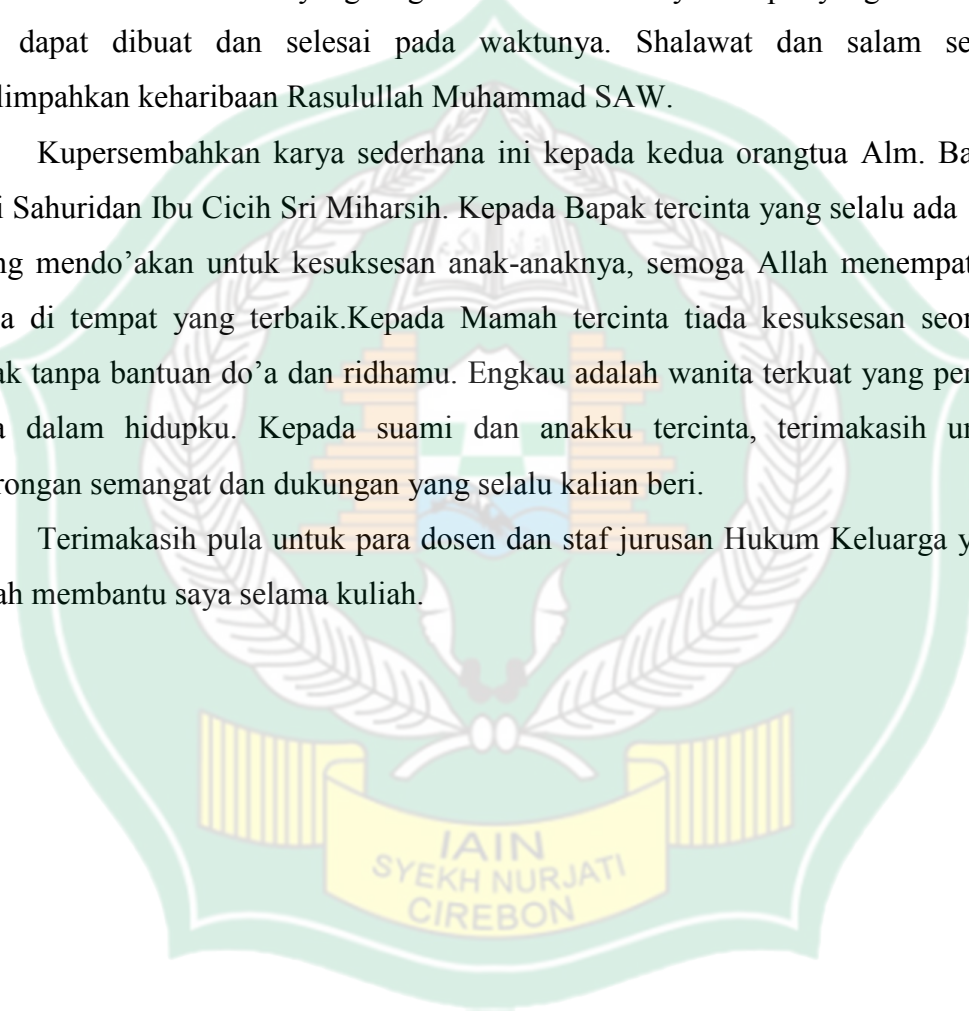 dapat dibuat dan selesai pada waktunya. Shalawat dan salam se
limpahkan keharibaan Rasulullah Muhammad SAW.
Kupersembahkan karya sederhana ini kepada kedua orangtua Alm. Ba
i Sahuridan Ibu Cicih Sri Miharsih. Kepada Bapak tercinta yang selalu ada
ng mendo’akan untuk kesuksesan anak-anaknya, semoga Allah menempat
a di tempat yang terbaik.Kepada Mamah tercinta tiada kesuksesan seor
ak tanpa bantuan do’a dan ridhamu. Engkau adalah wanita terkuat yang per
a dalam hidupku. Kepada suami dan anakku tercinta, terimakasih un
rongan semangat dan dukungan yang selalu kalian beri.
Terimakasih pula untuk para dosen dan staf jurusan Hukum Keluarga y
ah membantu saya selama kuliah.
IAIN
SYEKH NURJATI
CIREBON